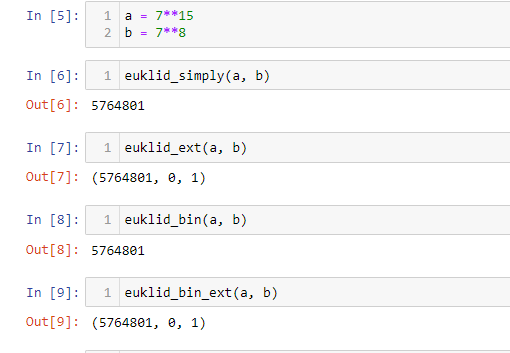 In [5]: 1 a = 7**15
2 b = 7**8
In [6]: 1 euklid_simply(a, b)
Out[6]: 5764801
In [7]: 1 euklid_ext(a, b)
Out[7]: (5764801, 0, 1)
In [8]: 1 euklid_bin(a, b)
Out[8]: 5764801
In [9]: 1 euklid_bin_ext(a, b)
Out[9]: (5764801, 0, 1)